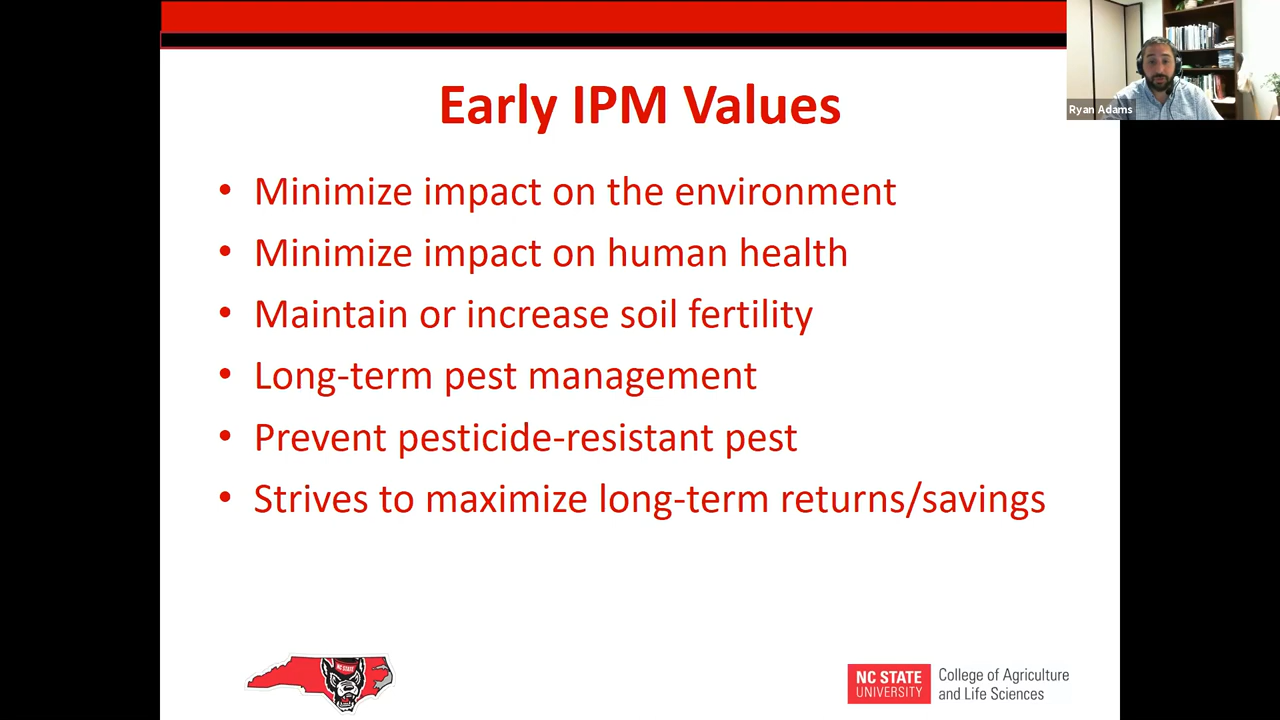 Early IPM Values
Ryan Adams
• Minimize impact on the environment
• Minimize impact on human health
• Maintain or increase soil fertility
• Long-term pest management
• Prevent pesticide-resistant pest
• Strives to maximize long-term returns/savings
NC STATE
NC STATE
UNIVERSITY
College of Agriculture
and Life Sciences